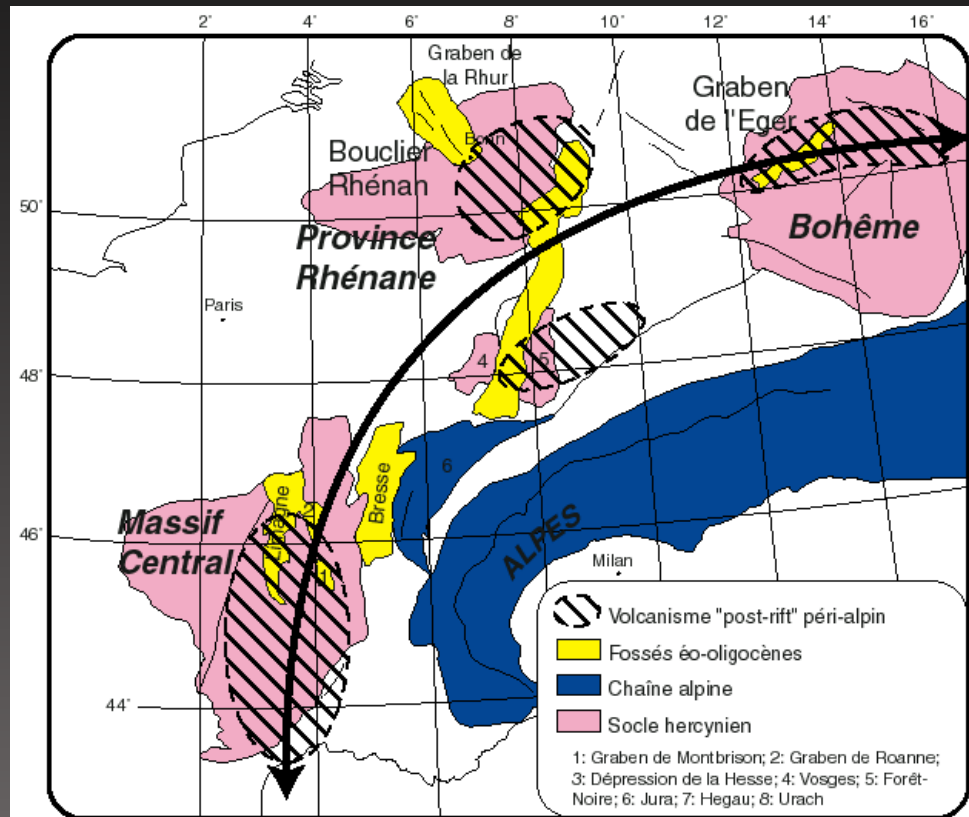 2° 4° 6° 8° 10° 12° 14° 16°
Graben de
la Rhur
Graben
de l'Eger
Bonn
Bouclier
Rhénan
50°
Province
Rhénane
Bohême
Paris
4
5
48°
6
Bresse
Limagne
2
Massif
Central
46°
1
ALPES
Milan
44°
Volcanisme "post-rift" péri-alpin
Fossés éo-oligocènes
Chaîne alpine
Socle hercynien
1: Graben de Montbrison; 2: Graben de Roanne;
3: Dépression de la Hesse; 4: Vosges; 5: Forêt-
Noire; 6: Jura; 7: Hegau; 8: Urach